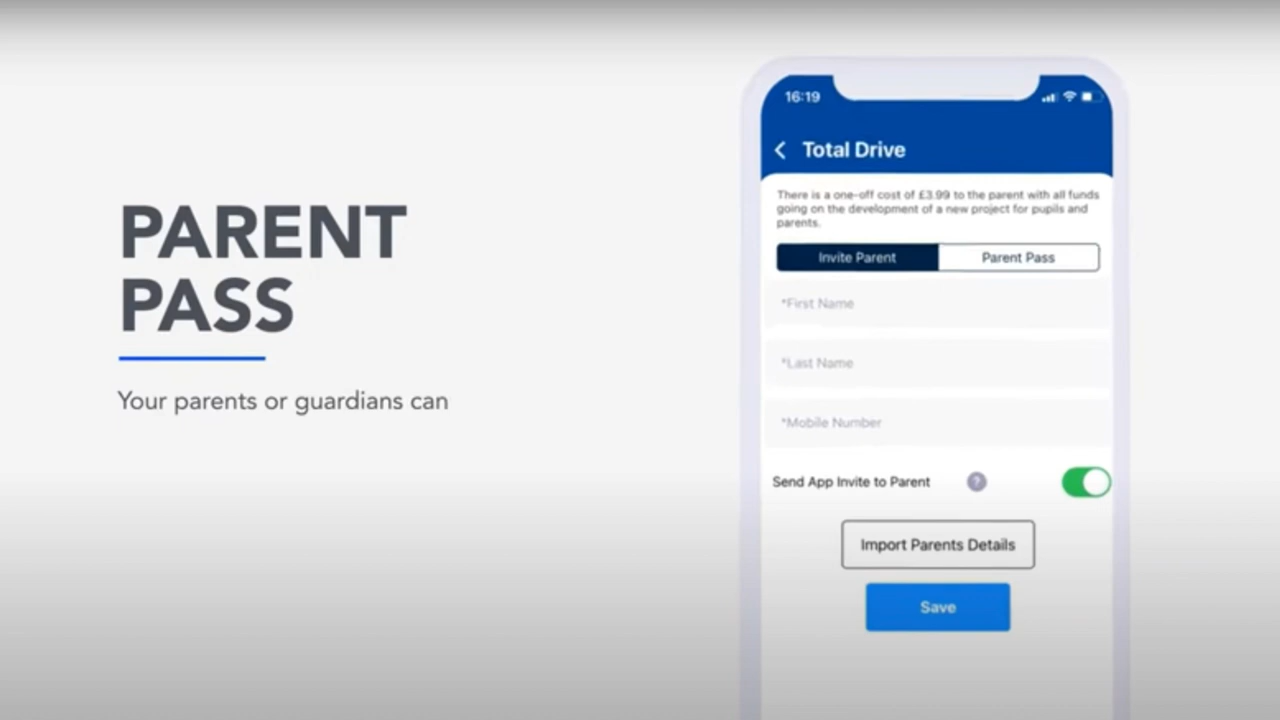 PARENT
PASS
Your parents or guardians can
16:19
Total Drive
There is a one-off cost of £3.99 to the parent with all funds
going on the development of a new project for pupils and
parents.
Invite Parent
Parent Pass
*First Name
*Last Name
*Mobile Number
Send App Invite to Parent ?
Import Parents Details
Save